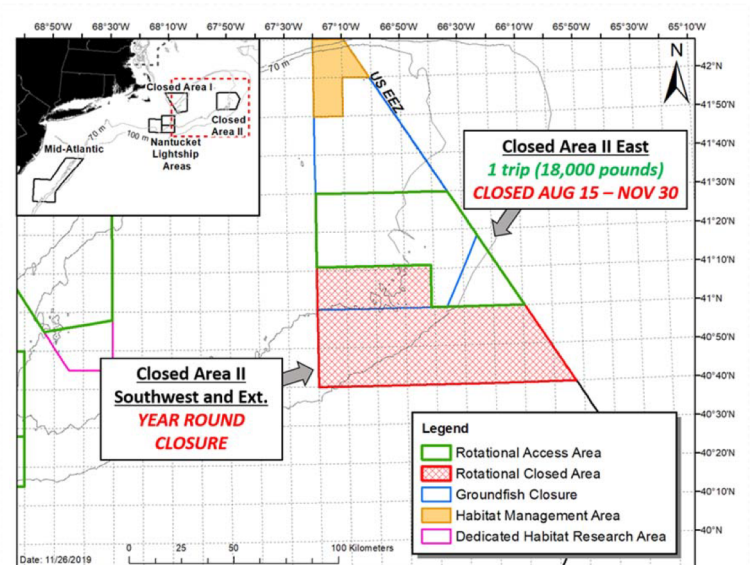 68°50'W 68°30'W 68°10'W 67°50'W 67°30'W 67°10'W 66°50'W 66°30'W 66°10'W 65°50'W 65°30'W 65°10'W
N
42°N
41°50'N
41°40'N
41°30'N
41°20'N
41°10'N
41°N
40°50'N
40°40'N
40°30'N
40°20'N
40°10'N
40°N
70 m
US EEZ
Closed Area I
Closed
Area II
70 m
100 m
Nantucket
Lightship
Areas
Mid-Atlantic
Closed Area II East
1 trip (18,000 pounds)
CLOSED AUG 15 – NOV 30
Closed Area II
Southwest and Ext.
YEAR ROUND
CLOSURE
Legend
Rotational Access Area
Rotational Closed Area
Groundfish Closure
Habitat Management Area
Dedicated Habitat Research Area
0 25 50 100 Kilometers
Date: 11/26/2019